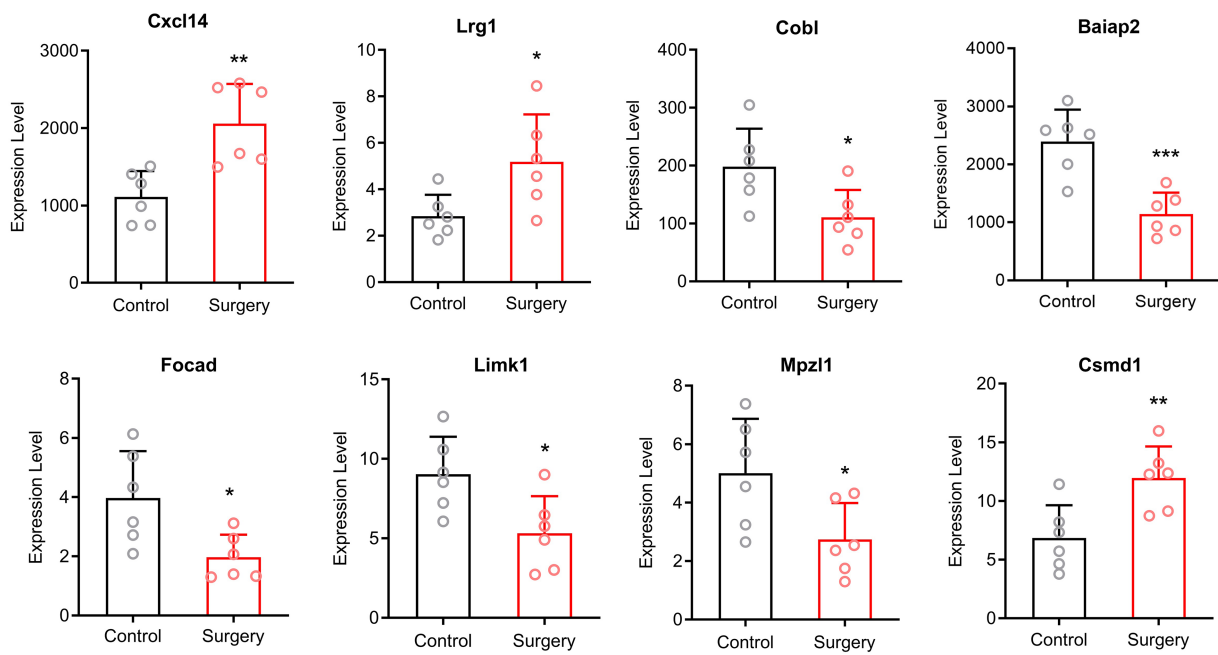 Cxcl14
Expression Level
3000
2000
1000
0
**
Control
Surgery
Lrg1
Expression Level
10
8
6
4
2
0
*
Control
Surgery
Cobl
Expression Level
400
300
200
100
0
*
Control
Surgery
Baiap2
Expression Level
4000
3000
2000
1000
0
***
Control
Surgery
Focad
Expression Level
8
6
4
2
0
*
Control
Surgery
Limk1
Expression Level
15
10
5
0
*
Control
Surgery
Mpzl1
Expression Level
8
6
4
2
0
*
Control
Surgery
Csmd1
Expression Level
20
15
10
5
0
**
Control
Surgery